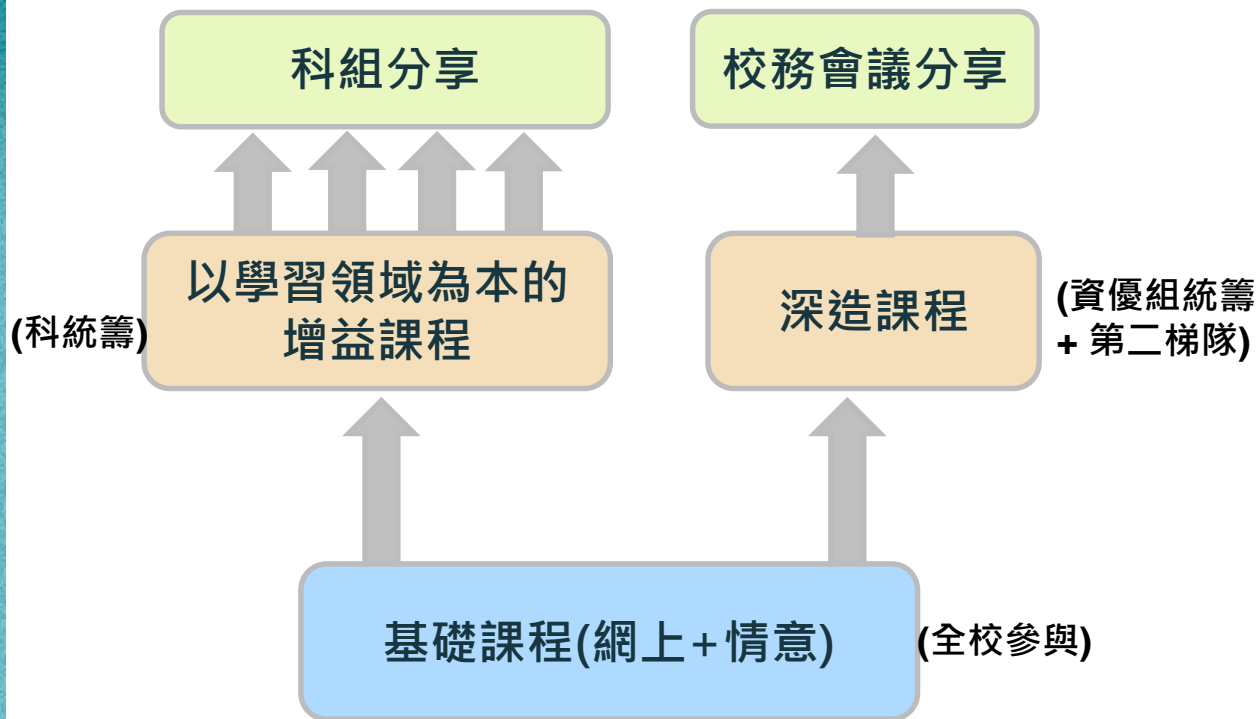 科組分享
校務會議分享
(科統籌)
以學習領域為本的
增益課程
深造課程
(資優組統籌
+ 第二梯隊)
基礎課程(網上+情意)
(全校參與)